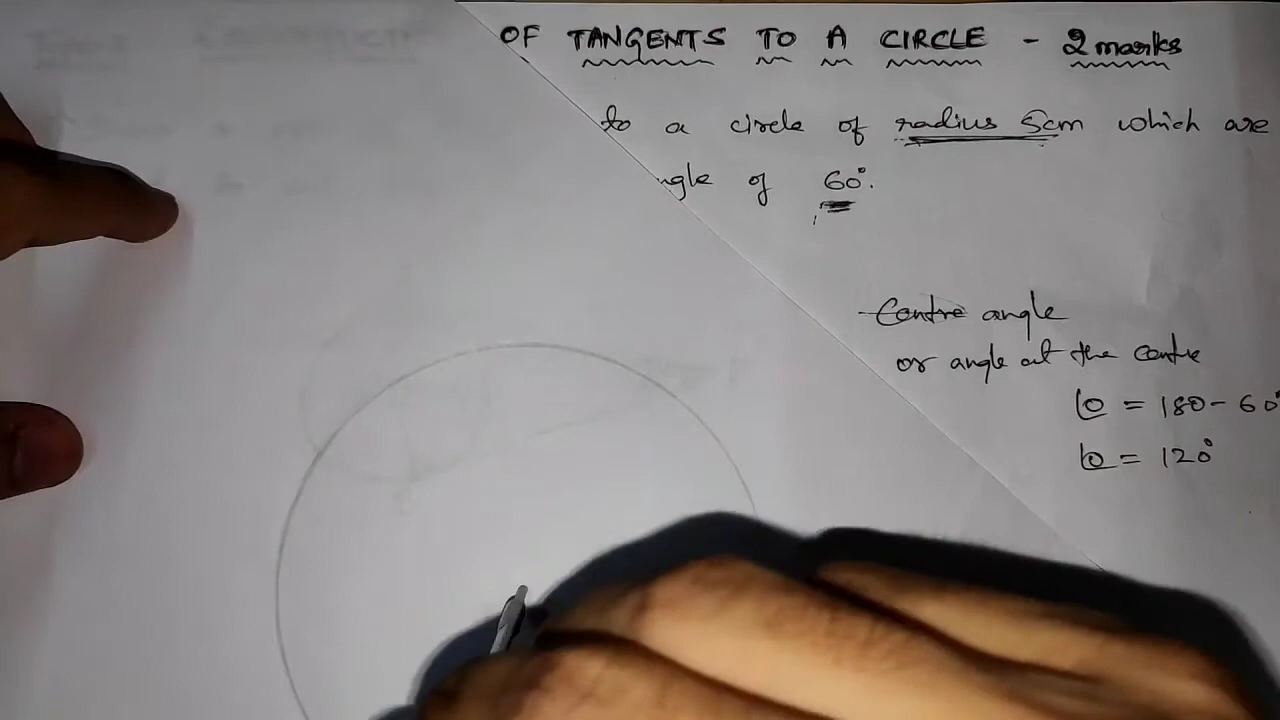 OF TANGENTS TO A CIRCLE - 2 marks
to a circle of radius 5cm which are
ngle of 60°.
Centre angle
or angle at the centre
∠O = 180 - 60°
∠O = 120°